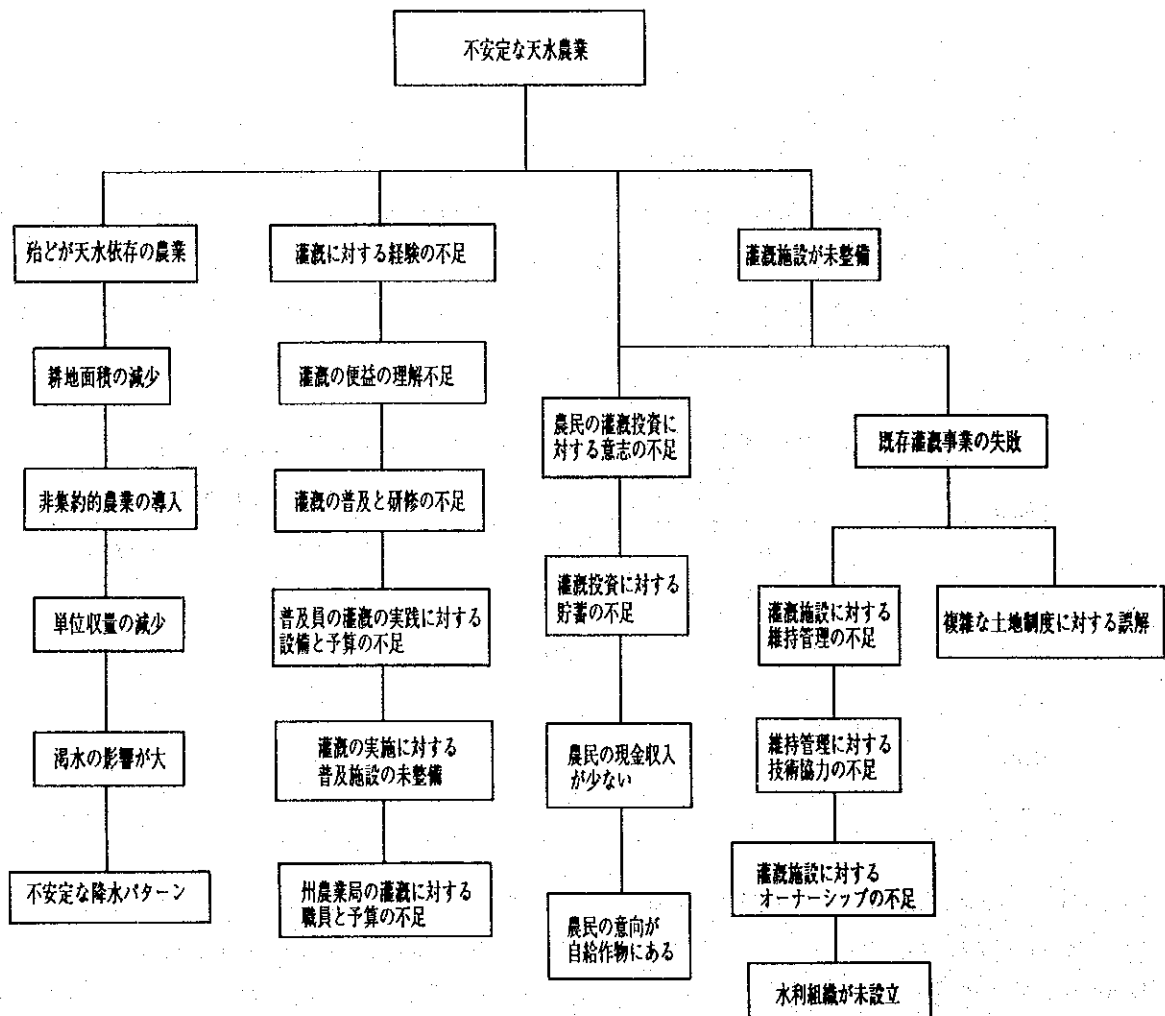 不安定な天水農業
殆どが天水依存の農業
耕地面積の減少
非集約的農業の導入
単位収量の減少
渇水の影響が大
不安定な降水パターン
灌漑に対する経験の不足
灌漑の便益の理解不足
灌漑の普及と研修の不足
普及員の灌漑の実践に対する
設備と予算の不足
灌漑の実施に対する
普及施設の未整備
州農業局の灌漑に対する
職員と予算の不足
農民の灌漑投資に
対する意志の不足
灌漑投資に対する
貯蓄の不足
農民の現金収入
が少ない
農民の意向が
自給作物にある
灌漑施設が未整備
既存灌漑事業の失敗
灌漑施設に対する
維持管理の不足
維持管理に対する
技術協力の不足
灌漑施設に対する
オーナーシップの不足
水利組織が未設立
複雑な土地制度に対する誤解